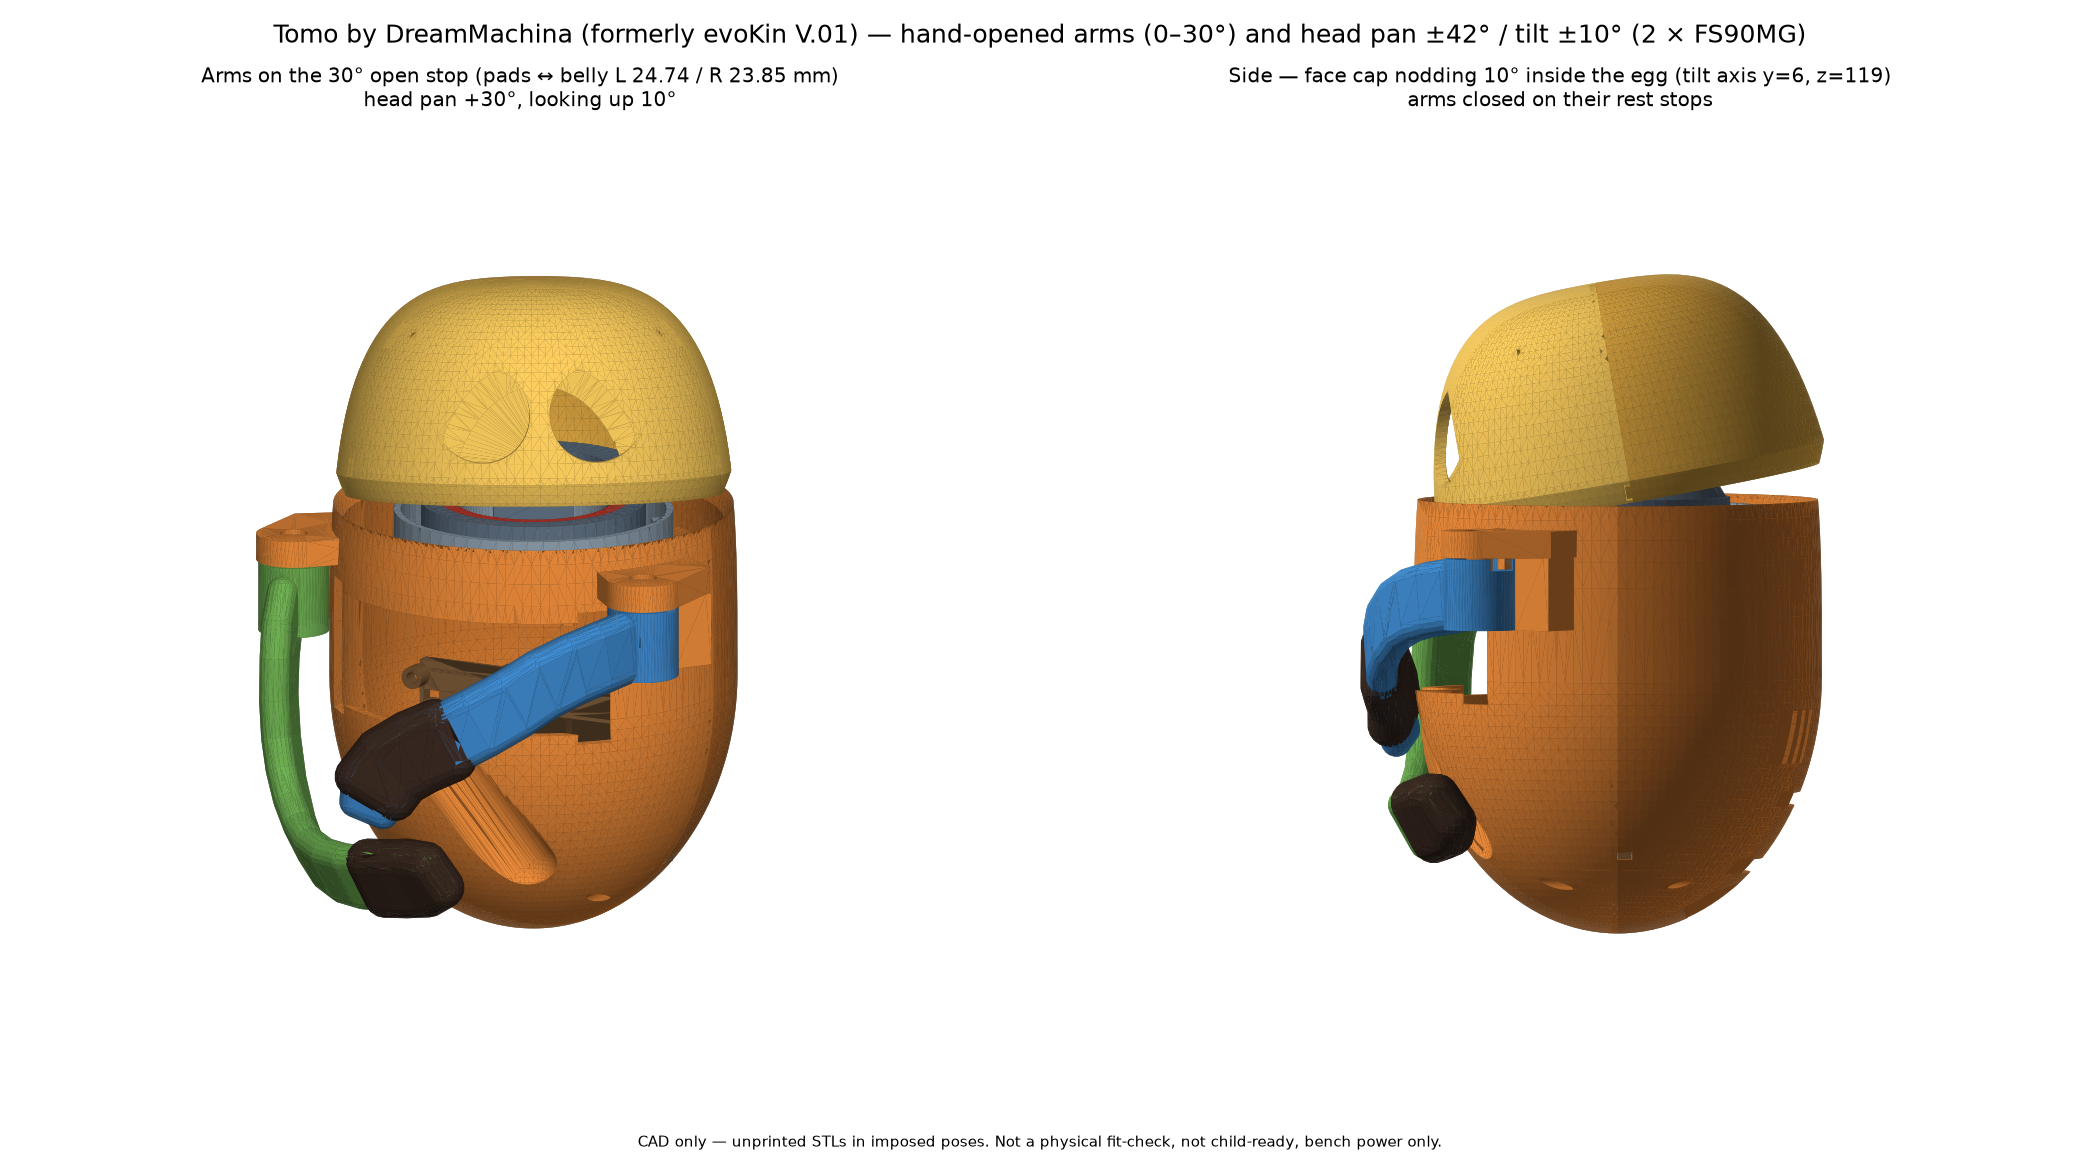 Tomo by DreamMachina (formerly evoKin V.01) — hand-opened arms (0–30°) and head pan ±42° / tilt ±10° (2 × FS90MG)
Arms on the 30° open stop (pads ↔ belly L 24.74 / R 23.85 mm)
head pan +30°, looking up 10°
Side — face cap nodding 10° inside the egg (tilt axis y=6, z=119)
arms closed on their rest stops
CAD only — unprinted STLs in imposed poses. Not a physical fit-check, not child-ready, bench power only.